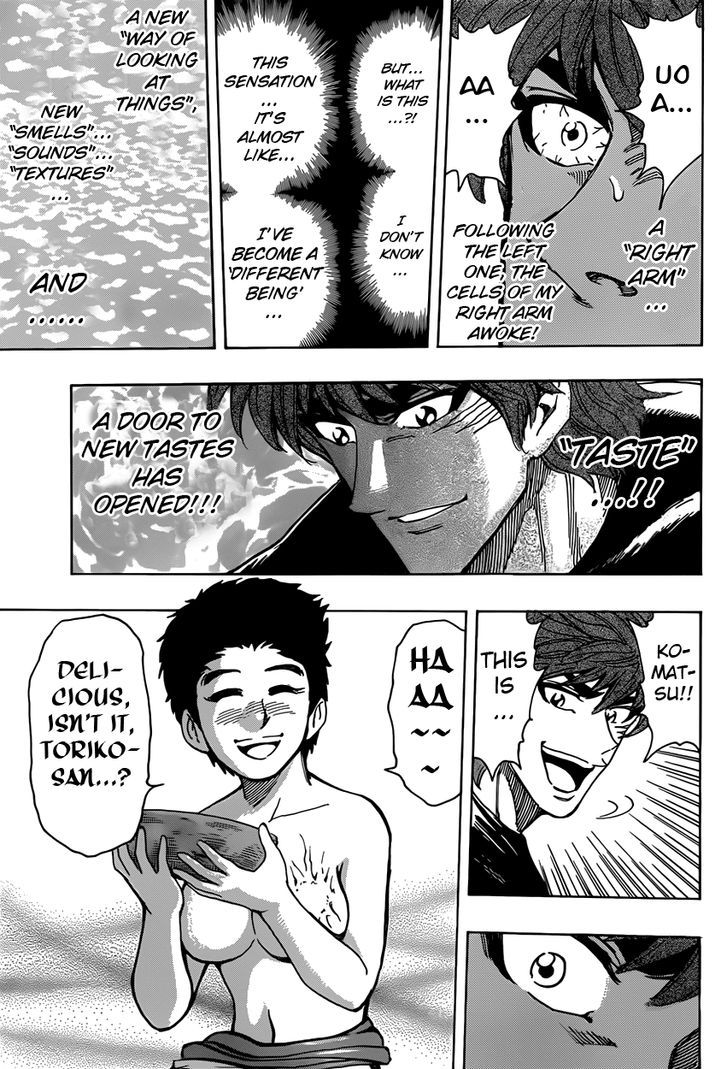 UO
A...
AA
...
A
"RIGHT
ARM"
...
FOLLOWING
THE LEFT
ONE, THE
CELLS OF MY
RIGHT ARM
AWOKE!
BUT...
WHAT
IS THIS
...?!
I
DON'T
KNOW
...
THIS
SENSATION
...
IT'S
ALMOST
LIKE...
I'VE
BECOME A
'DIFFERENT
BEING'
...
A NEW
"WAY OF
LOOKING
AT
THINGS",
NEW
"SMELLS"...
"SOUNDS"...
"TEXTURES"
...
AND
......
"TASTE"
...!!
A DOOR TO
NEW TASTES
HAS
OPENED!!!
KO-
MAT-
SU!!
THIS
IS
...
HA
AA
~~
~
DELI-
CIOUS,
ISN'T IT,
TORIKO-
SAN...?